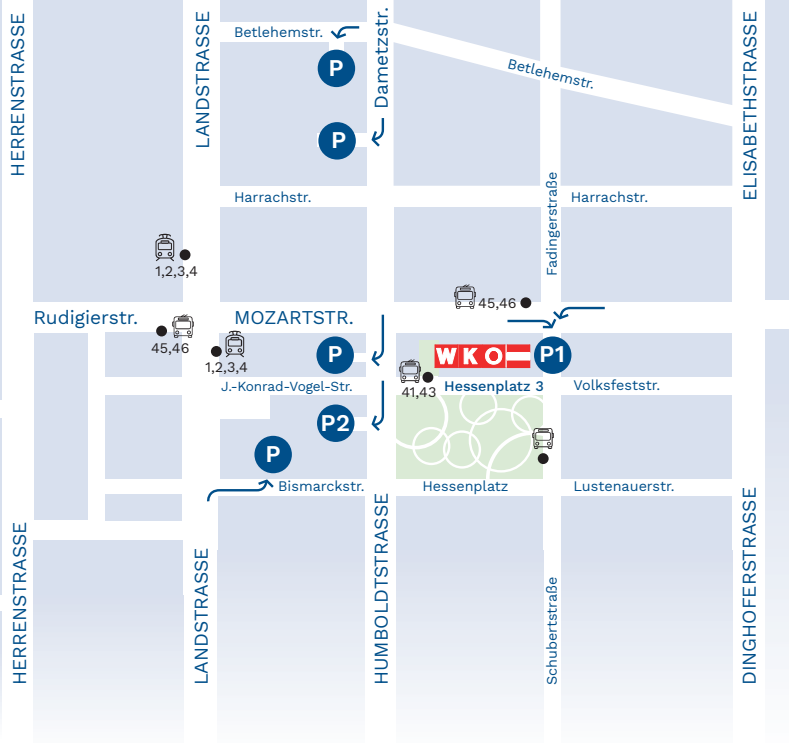 HERRENSTRASSE
LANDSTRASSE
Betlehemstr.
Dametzstr.
Betlehemstr.
ELISABETHSTRASSE
P
P
Harrachstr.
Fadingerstraße
Harrachstr.
1,2,3,4
45,46
Rudigierstr.
MOZARTSTR.
45,46
1,2,3,4
P
WKO
P1
J.-Konrad-Vogel-Str.
41,43
Hessenplatz 3
Volksfeststr.
P2
P
Bismarckstr.
Hessenplatz
Lustenauerstr.
HERRENSTRASSE
LANDSTRASSE
HUMBOLDTSTRASSE
Schubertstraße
DINGHOFERSTRASSE